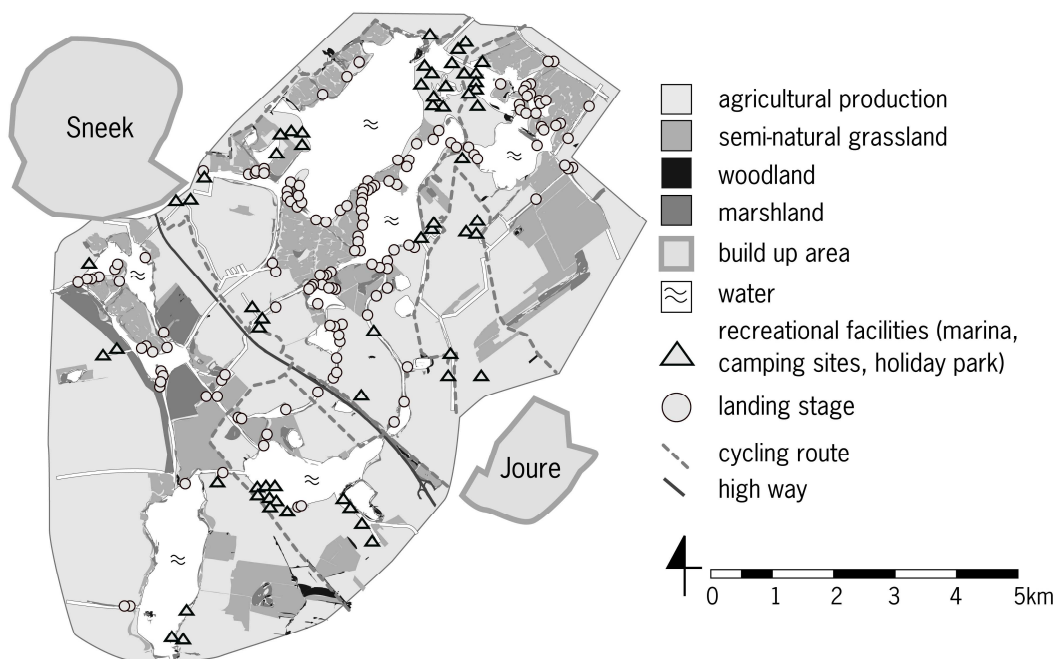 Sneek
Joure
agricultural production
semi-natural grassland
woodland
marshland
build up area
water
recreational facilities (marina,
camping sites, holiday park)
landing stage
cycling route
high way
0 1 2 3 4 5km